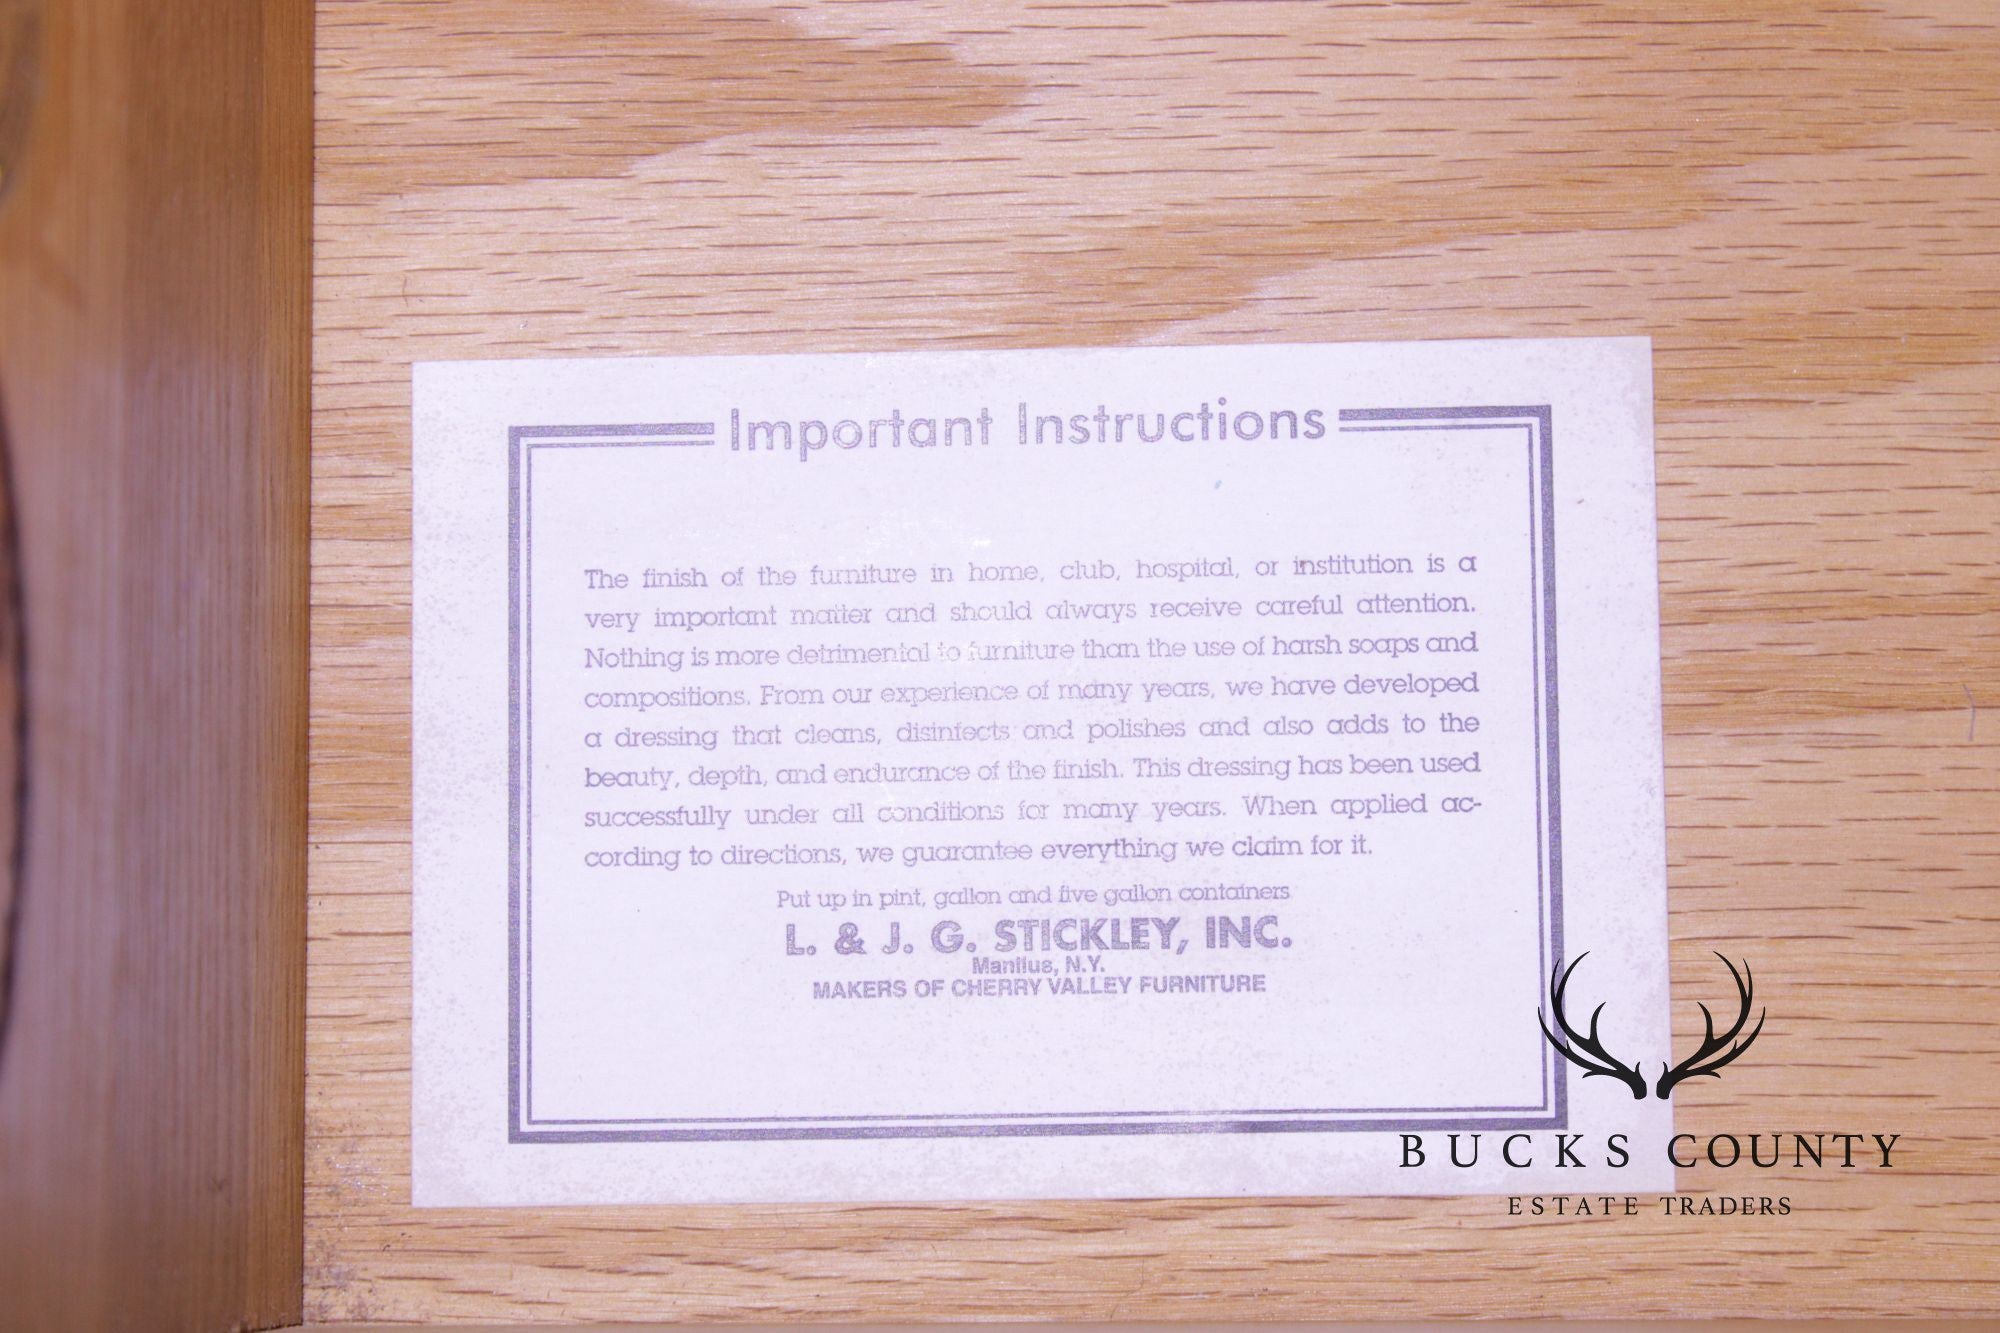 Important Instructions
The finish of the furniture in home, club, hospital, or institution is a
very important matter and should always receive careful attention.
Nothing is more detrimental to furniture than the use of harsh soaps and
compositions. From our experience of many years, we have developed
a dressing that cleans, disinfects and polishes and also adds to the
beauty, depth, and endurance of the finish. This dressing has been used
successfully under all conditions for many years. When applied ac-
cording to directions, we guarantee everything we claim for it.
Put up in pint, gallon and five gallon containers
L. & J. G. STICKLEY, INC.
Manlius, N.Y.
MAKERS OF CHERRY VALLEY FURNITURE
BUCKS COUNTY
ESTATE TRADERS